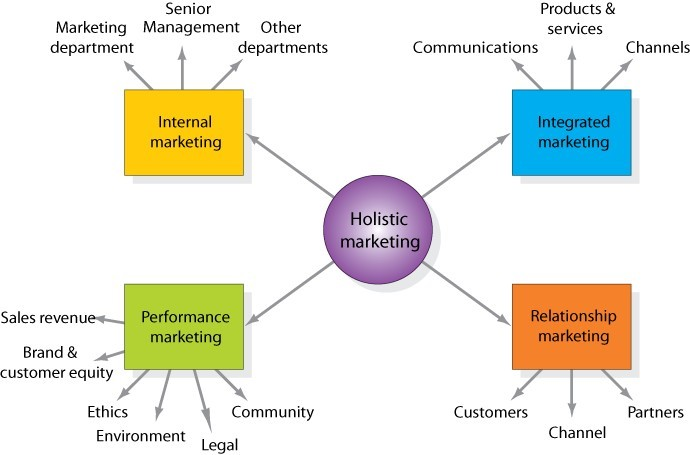 Marketing
department
Senior
Management
Other
departments
Internal
marketing
Products &
services
Communications
Channels
Integrated
marketing
Holistic
marketing
Performance
marketing
Sales revenue
Brand &
customer equity
Ethics
Environment
Legal
Community
Relationship
marketing
Customers
Channel
Partners